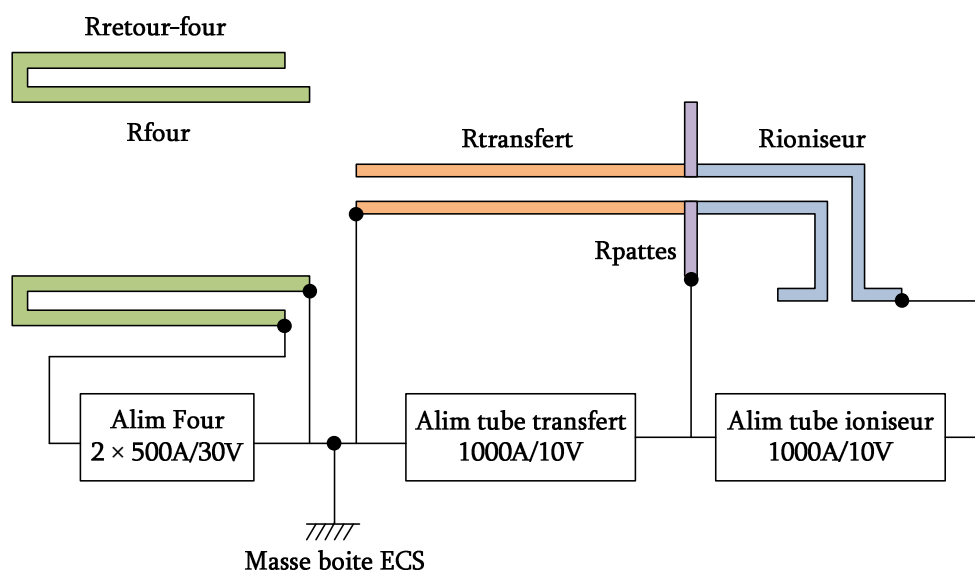 Rretour-four
Rfour
Rtransfert
Rioniseur
Rpattes
Alim Four
2 × 500A/30V
Alim tube transfert
1000A/10V
Alim tube ioniseur
1000A/10V
Masse boite ECS